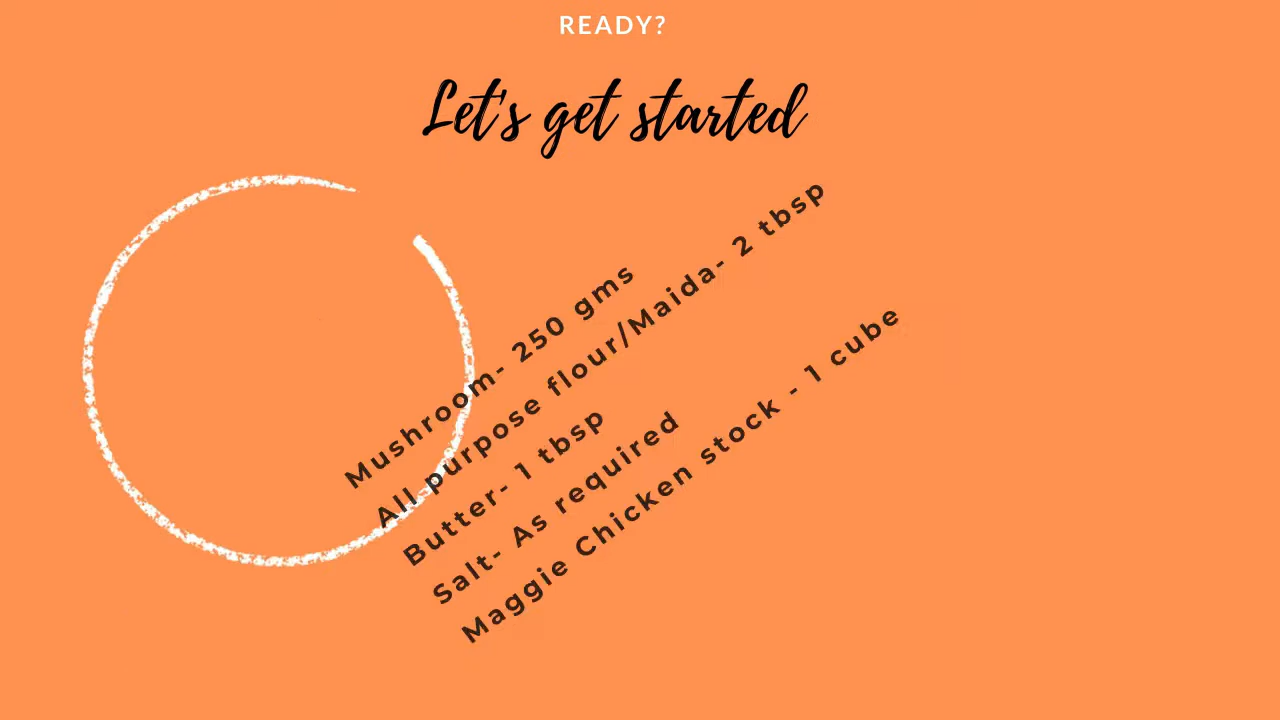 READY?
Let's get started
Mushroom- 250 gms
All purpose flour/Maida- 2 tbsp
Butter- 1 tbsp
Salt- As required
Maggie Chicken stock - 1 cube